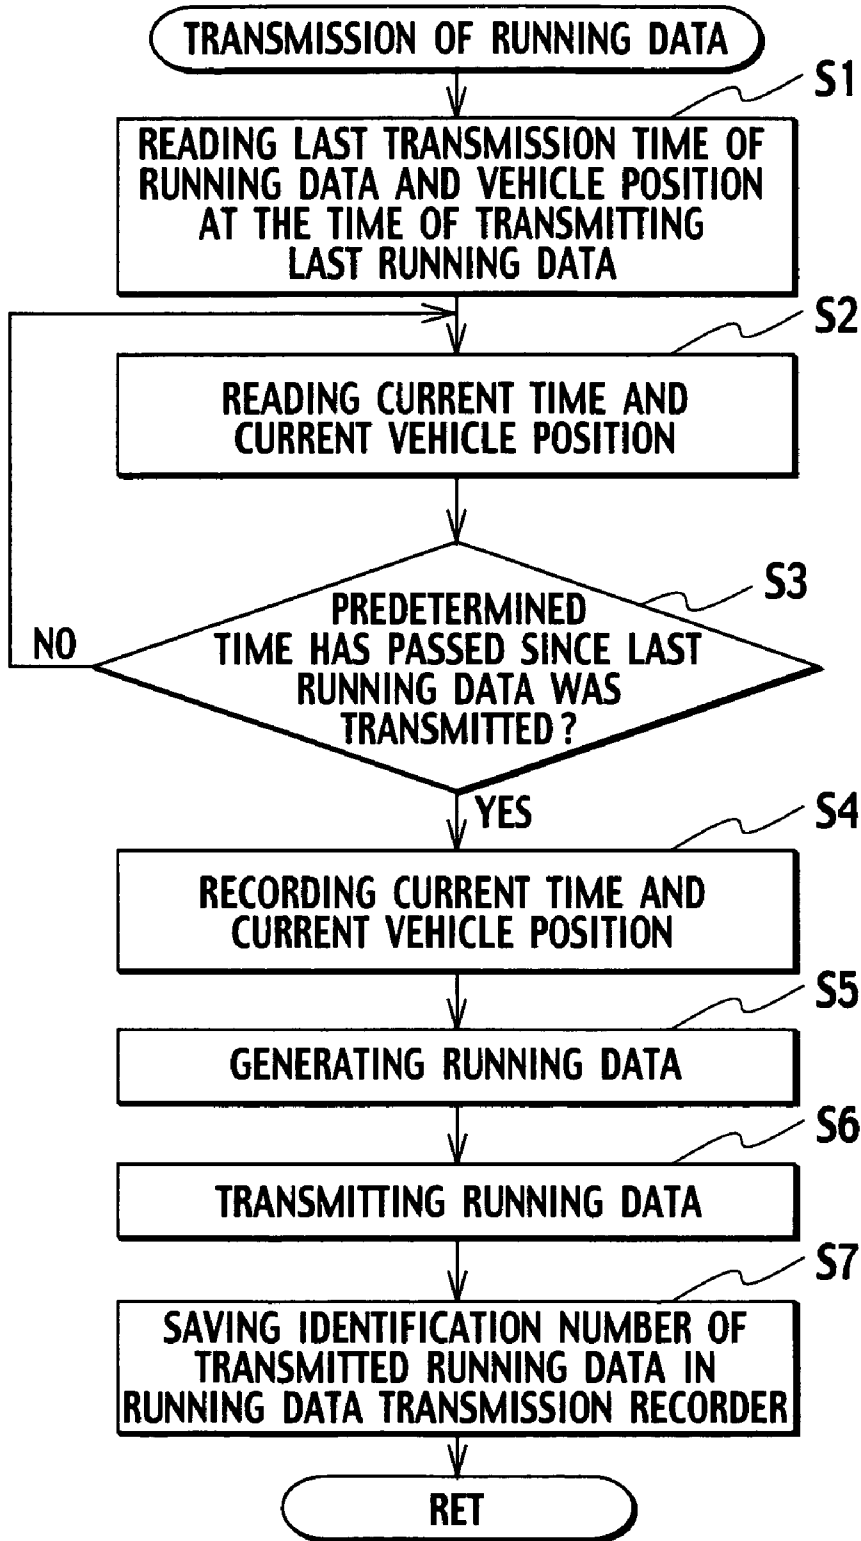 TRANSMISSION OF RUNNING DATA
S1
READING LAST TRANSMISSION TIME OF
RUNNING DATA AND VEHICLE POSITION
AT THE TIME OF TRANSMITTING
LAST RUNNING DATA
S2
READING CURRENT TIME AND
CURRENT VEHICLE POSITION
S3
PREDETERMINED
TIME HAS PASSED SINCE LAST
RUNNING DATA WAS
TRANSMITTED?
NO
YES
S4
RECORDING CURRENT TIME AND
CURRENT VEHICLE POSITION
S5
GENERATING RUNNING DATA
S6
TRANSMITTING RUNNING DATA
S7
SAVING IDENTIFICATION NUMBER OF
TRANSMITTED RUNNING DATA IN
RUNNING DATA TRANSMISSION RECORDER
RET